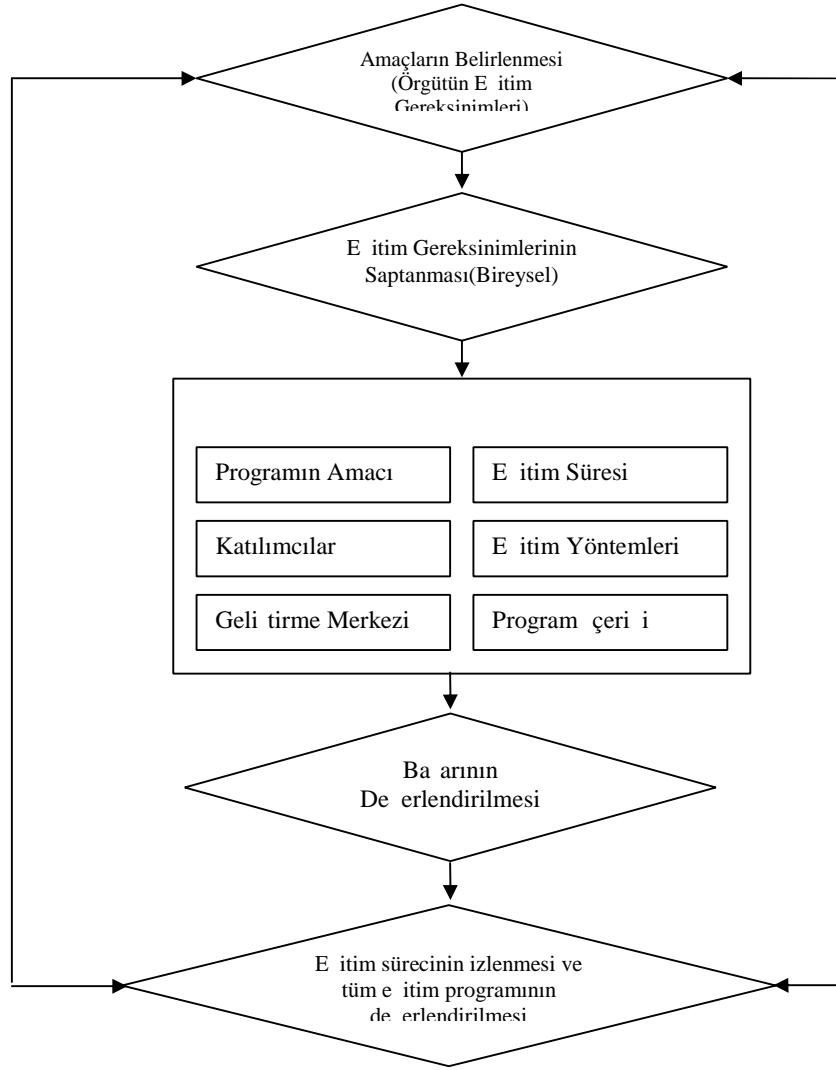 Amaçların Belirlenmesi
(Örgütün E itim
Gereksinimleri)
E itim Gereksinimlerinin
Saptanması(Bireysel)
Programın Amacı
E itim Süresi
Katılımcılar
E itim Yöntemleri
Geli tirme Merkezi
Program çeri i
Ba arının
De erlendirilmesi
E itim sürecinin izlenmesi ve
tüm e itim programının
de erlendirilmesi